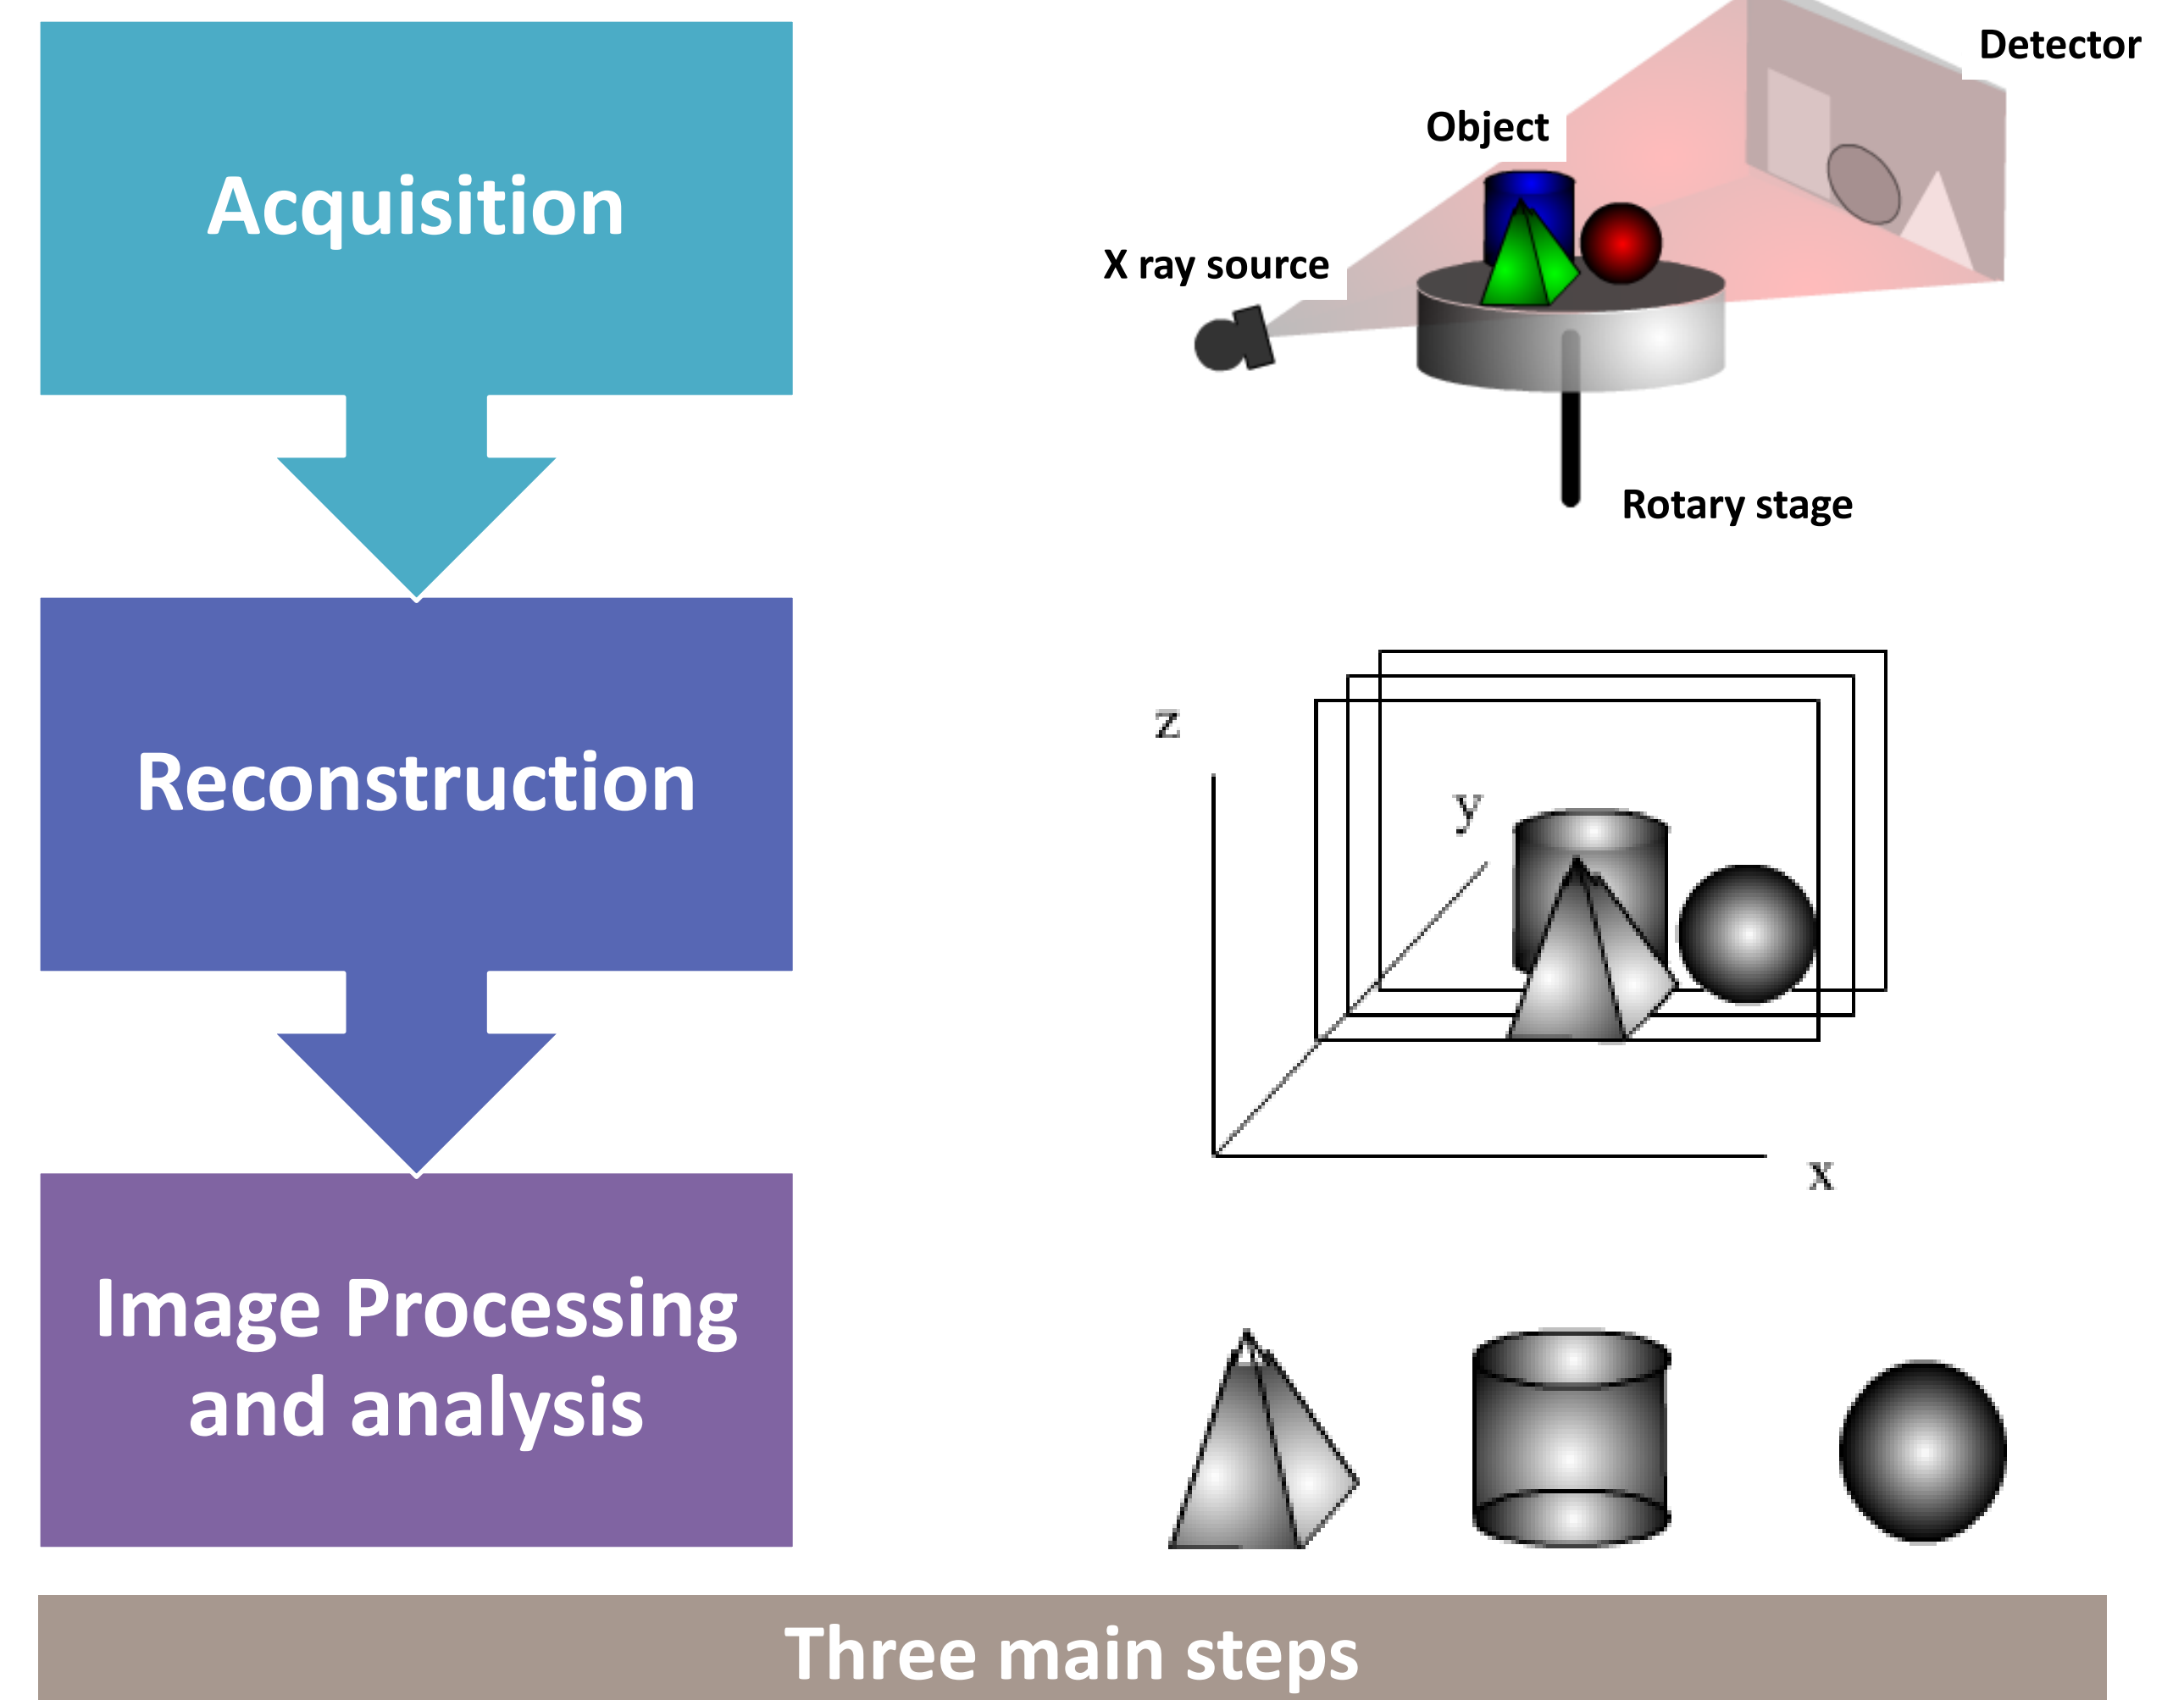 Acquisition
Detector
Object
X ray source
Rotary stage
Reconstruction
z
y
x
Image Processing
and analysis
Three main steps